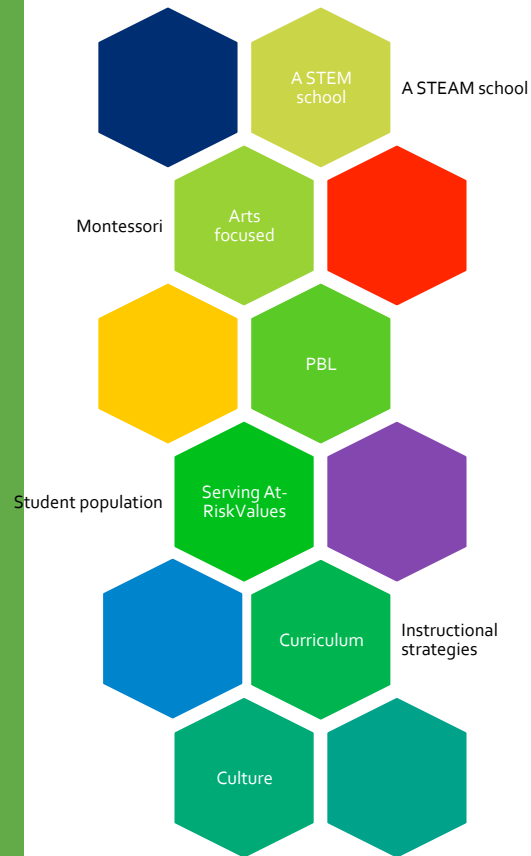 A STEM
school
A STEAM school
Montessori
Arts
focused
PBL
Student population
Serving At-
RiskValues
Curriculum
Instructional
strategies
Culture